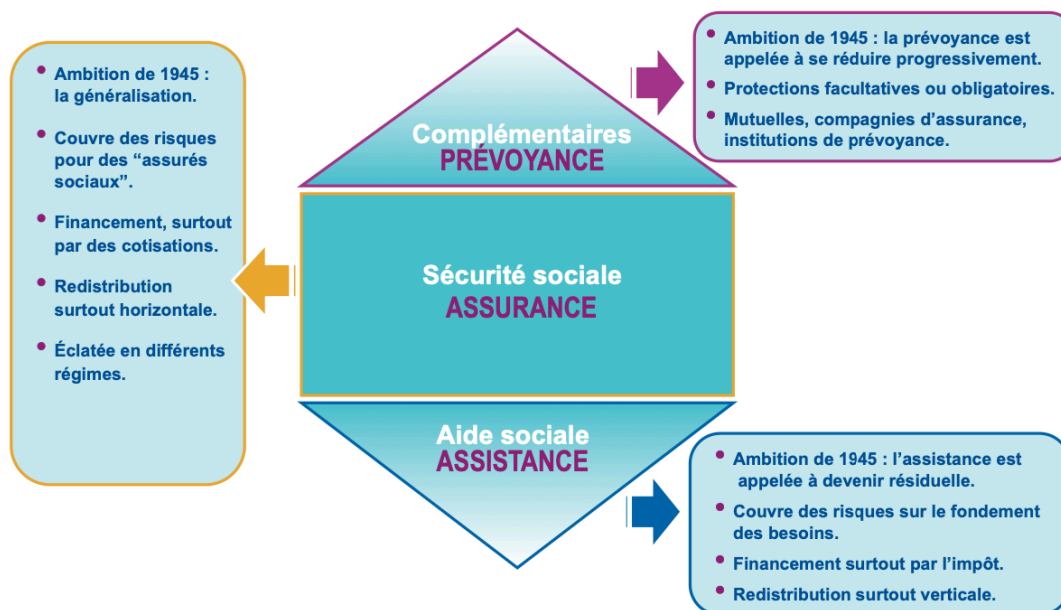 • Ambition de 1945 :
la généralisation.
• Couvre des risques
pour des “assurés
sociaux”.
• Financement, surtout
par des cotisations.
• Redistribution
surtout horizontale.
• Éclatée en différents
régimes.
Complémentaires
PRÉVOYANCE
Sécurité sociale
ASSURANCE
Aide sociale
ASSISTANCE
• Ambition de 1945 : la prévoyance est
appelée à se réduire progressivement.
• Protections facultatives ou obligatoires.
• Mutuelles, compagnies d’assurance,
institutions de prévoyance.
• Ambition de 1945 : l’assistance est
appelée à devenir résiduelle.
• Couvre des risques sur le fondement
des besoins.
• Financement surtout par l’impôt.
• Redistribution surtout verticale.